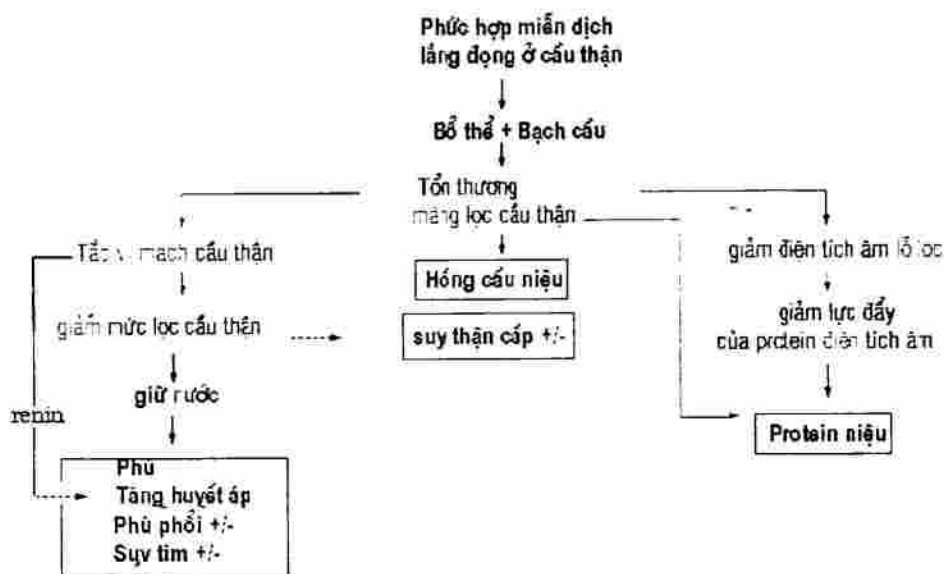 Phức hợp miễn dịch
lắng đọng ở cầu thận
Bổ thể + Bạch cầu
Tổn thương
màng lọc cầu thận
Tắc vi mạch cầu thận
giảm mức lọc cầu thận
giữ nước
renin
Phù
Tăng huyết áp
Phù phổi +/-
Suy tim +/-
Hồng cầu niệu
suy thận cấp +/-
giảm điện tích âm lỗ lọc
giảm lực đẩy
của protein điện tích âm
Protein niệu